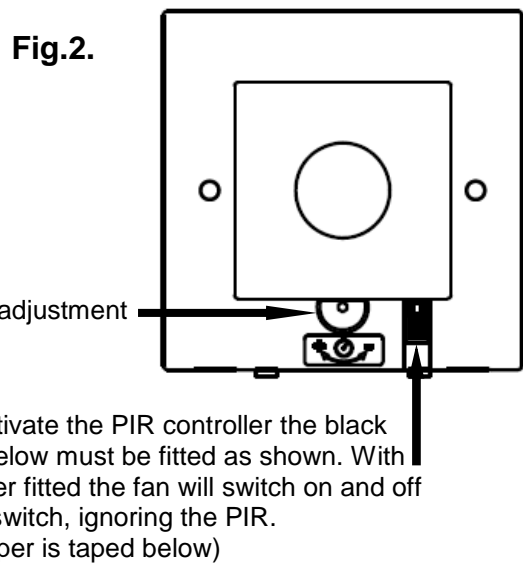 Fig.2.
adjustment
tivate the PIR controller the black
elow must be fitted as shown. With
er fitted the fan will switch on and off
switch, ignoring the PIR.
per is taped below)